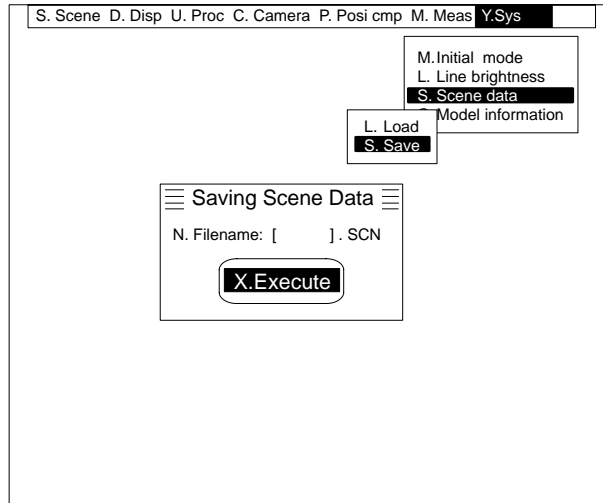 S. Scene D. Disp U. Proc C. Camera P. Posi cmp M. Meas Y.Sys
M.Initial mode
L. Line brightness
S. Scene data
Model information
L. Load
S. Save
Saving Scene Data
N. Filename: [ ] . SCN
X.Execute